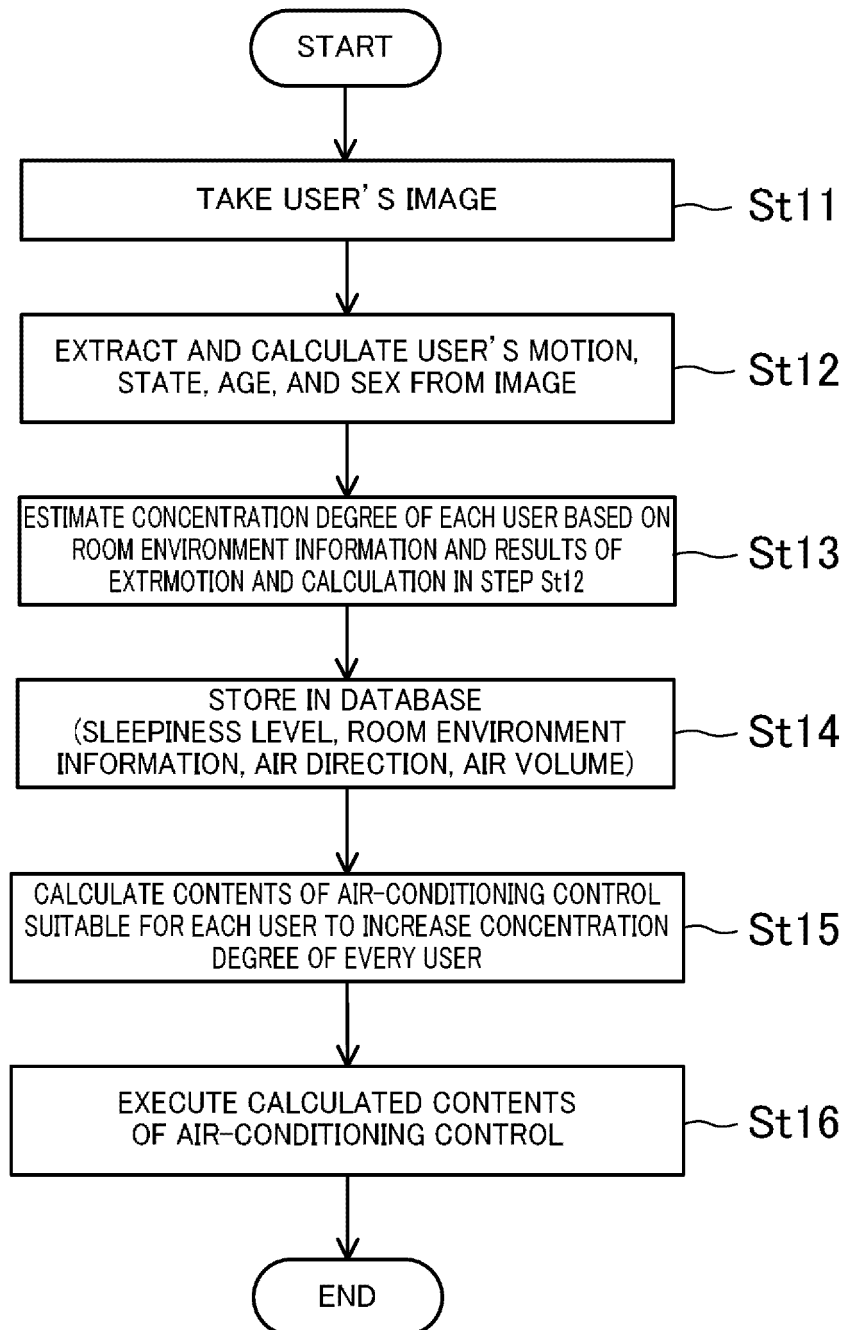 START
TAKE USER'S IMAGE
St11
EXTRACT AND CALCULATE USER'S MOTION,
STATE, AGE, AND SEX FROM IMAGE
St12
ESTIMATE CONCENTRATION DEGREE OF EACH USER BASED ON
ROOM ENVIRONMENT INFORMATION AND RESULTS OF
EXTRMOTION AND CALCULATION IN STEP St12
St13
STORE IN DATABASE
(SLEEPINESS LEVEL, ROOM ENVIRONMENT
INFORMATION, AIR DIRECTION, AIR VOLUME)
St14
CALCULATE CONTENTS OF AIR-CONDITIONING CONTROL
SUITABLE FOR EACH USER TO INCREASE CONCENTRATION
DEGREE OF EVERY USER
St15
EXECUTE CALCULATED CONTENTS
OF AIR-CONDITIONING CONTROL
St16
END